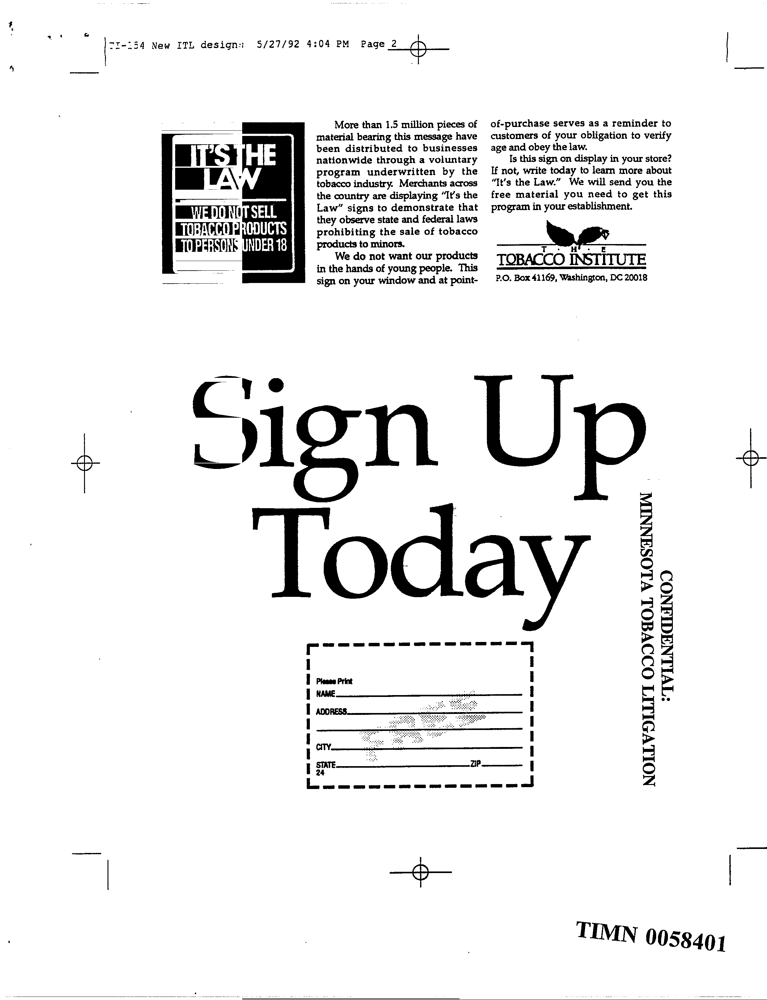 TI-154 New ITL design: 5/27/92 4:04 PM Page 2
IT'S THE
LAW
WE DO NOT SELL
TOBACCO PRODUCTS
TO PERSONS UNDER 18
More than 1.5 million pieces of
material bearing this message have
been distributed to businesses
nationwide through a voluntary
program underwritten by the
tobacco industry. Merchants across
the country are displaying "It's the
Law" signs to demonstrate that
they observe state and federal laws
prohibiting the sale of tobacco
products to minors.
We do not want our products
in the hands of young people. This
sign on your window and at point-
of-purchase serves as a reminder to
customers of your obligation to verify
age and obey the law.
Is this sign on display in your store?
If not, write today to learn more about
"It's the Law." We will send you the
free material you need to get this
program in your establishment.
T · H · E
TOBACCO INSTITUTE
P.O. Box 41169, Washington, DC 20018
Sign Up
Today
Please Print
NAME
ADDRESS
CITY
STATE ZIP
24
CONFIDENTIAL:
MINNESOTA TOBACCO LITIGATION
TIMN 0058401